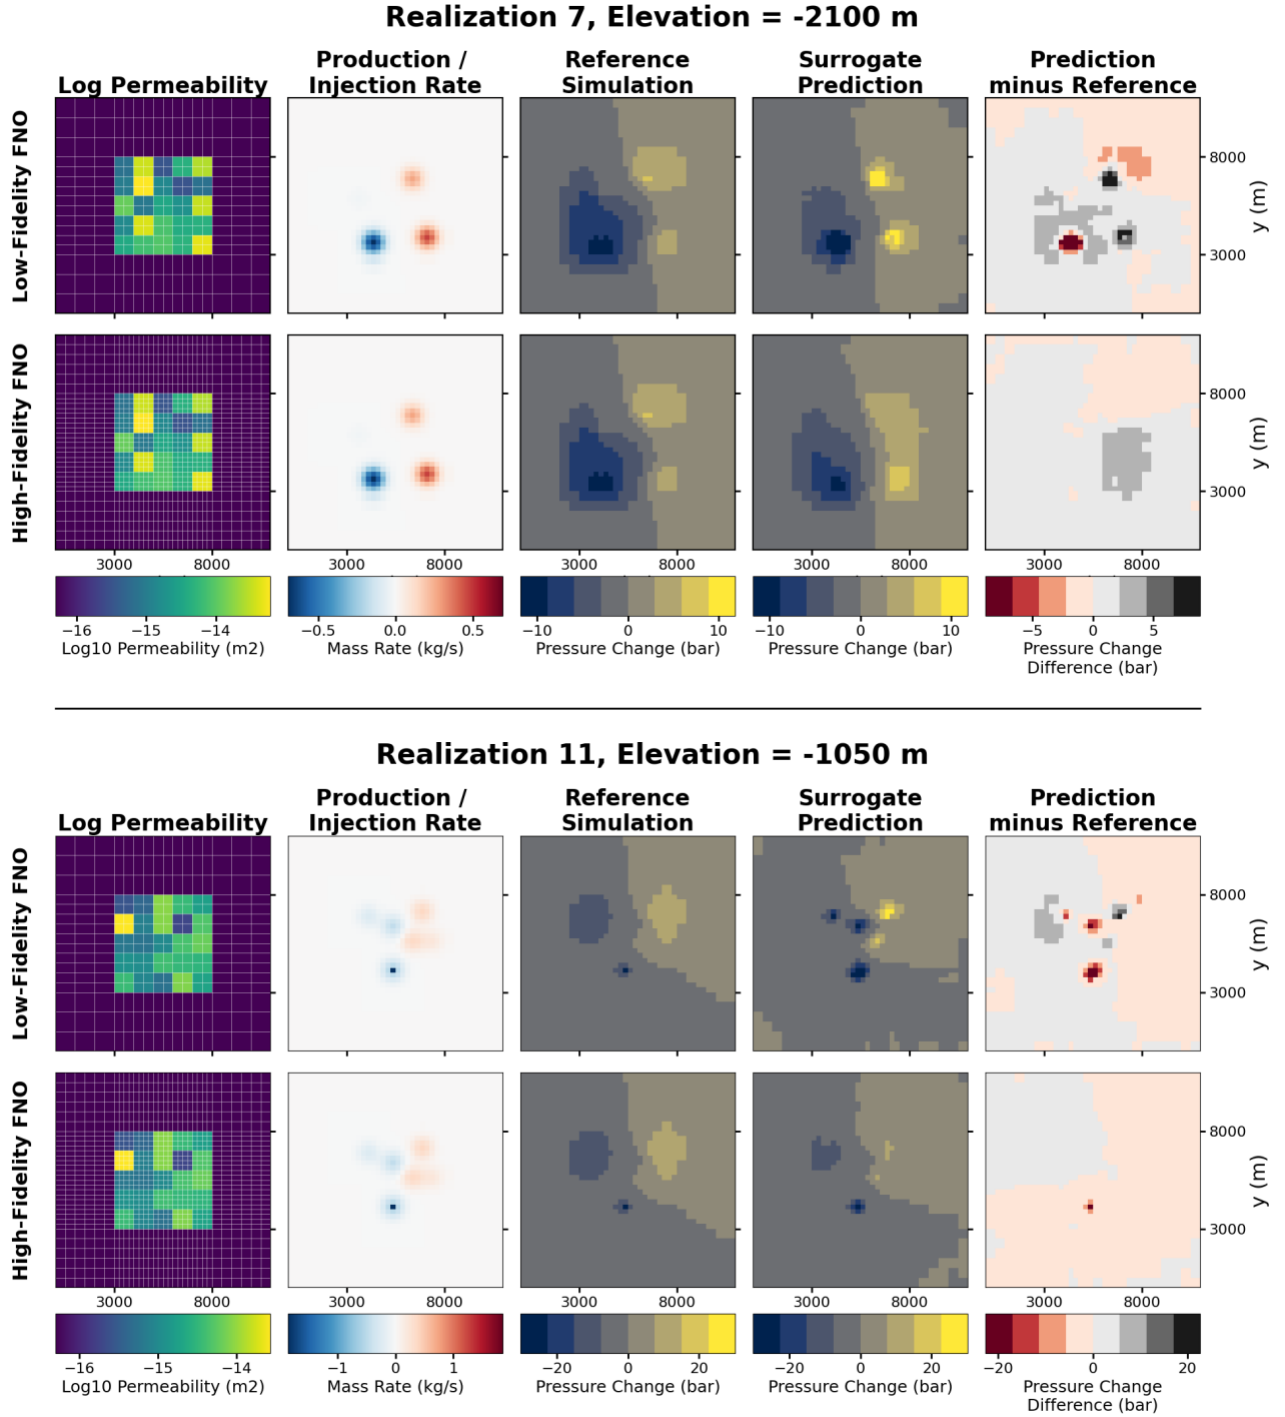 Realization 7, Elevation = -2100 m
Log Permeability
Production /
Injection Rate
Reference
Simulation
Surrogate
Prediction
Prediction
minus Reference
Low-Fidelity FNO
8000
3000
y (m)
High-Fidelity FNO
8000
3000
y (m)
3000 8000
3000 8000
3000 8000
3000 8000
3000 8000
−16 −15 −14
Log10 Permeability (m2)
−0.5 0.0 0.5
Mass Rate (kg/s)
−10 0 10
Pressure Change (bar)
−10 0 10
Pressure Change (bar)
−5 0 5
Pressure Change
Difference (bar)
Realization 11, Elevation = -1050 m
Log Permeability
Production /
Injection Rate
Reference
Simulation
Surrogate
Prediction
Prediction
minus Reference
Low-Fidelity FNO
8000
3000
y (m)
High-Fidelity FNO
8000
3000
y (m)
3000 8000
3000 8000
3000 8000
3000 8000
3000 8000
−16 −15 −14
Log10 Permeability (m2)
−1 0 1
Mass Rate (kg/s)
−20 0 20
Pressure Change (bar)
−20 0 20
Pressure Change (bar)
−20 0 20
Pressure Change
Difference (bar)